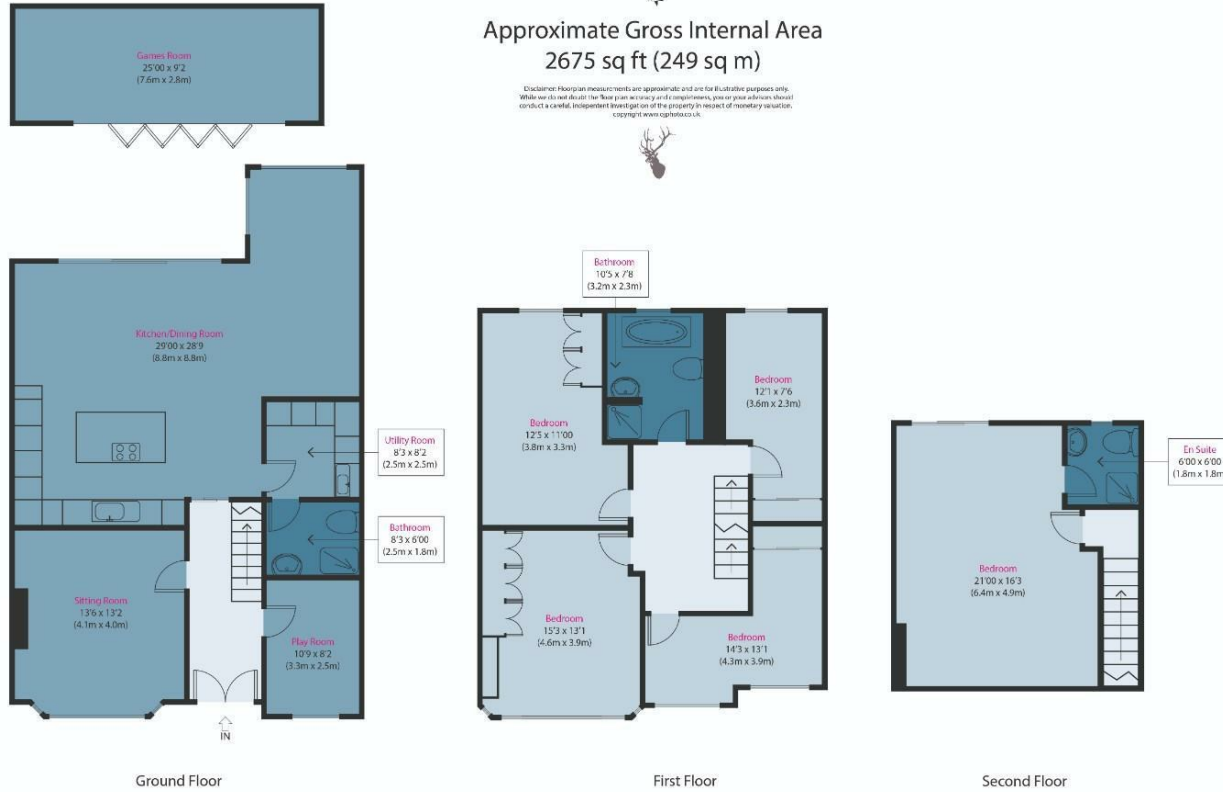 Approximate Gross Internal Area
2675 sq ft (249 sq m)
Disclaimer: Floorplan measurements are approximate and are for illustrative purposes only.
While we do not doubt the floor plan accuracy and completeness, you or your advisors should
conduct a careful, independent investigation of the property in respect of monetary valuation.
copyright www.cjphoto.co.uk
Games Room
25'00 x 9'2
(7.6m x 2.8m)
Kitchen/Dining Room
29'00 x 28'9
(8.8m x 8.8m)
Utility Room
8'3 x 8'2
(2.5m x 2.5m)
Bathroom
8'3 x 6'00
(2.5m x 1.8m)
Sitting Room
13'6 x 13'2
(4.1m x 4.0m)
Play Room
10'9 x 8'2
(3.3m x 2.5m)
IN
Ground Floor
Bathroom
10'5 x 7'8
(3.2m x 2.3m)
Bedroom
12'1 x 7'6
(3.6m x 2.3m)
Bedroom
12'5 x 11'00
(3.8m x 3.3m)
Bedroom
15'3 x 13'1
(4.6m x 3.9m)
Bedroom
14'3 x 13'1
(4.3m x 3.9m)
First Floor
En Suite
6'00 x 6'00
(1.8m x 1.8m
Bedroom
21'00 x 16'3
(6.4m x 4.9m)
Second Floor